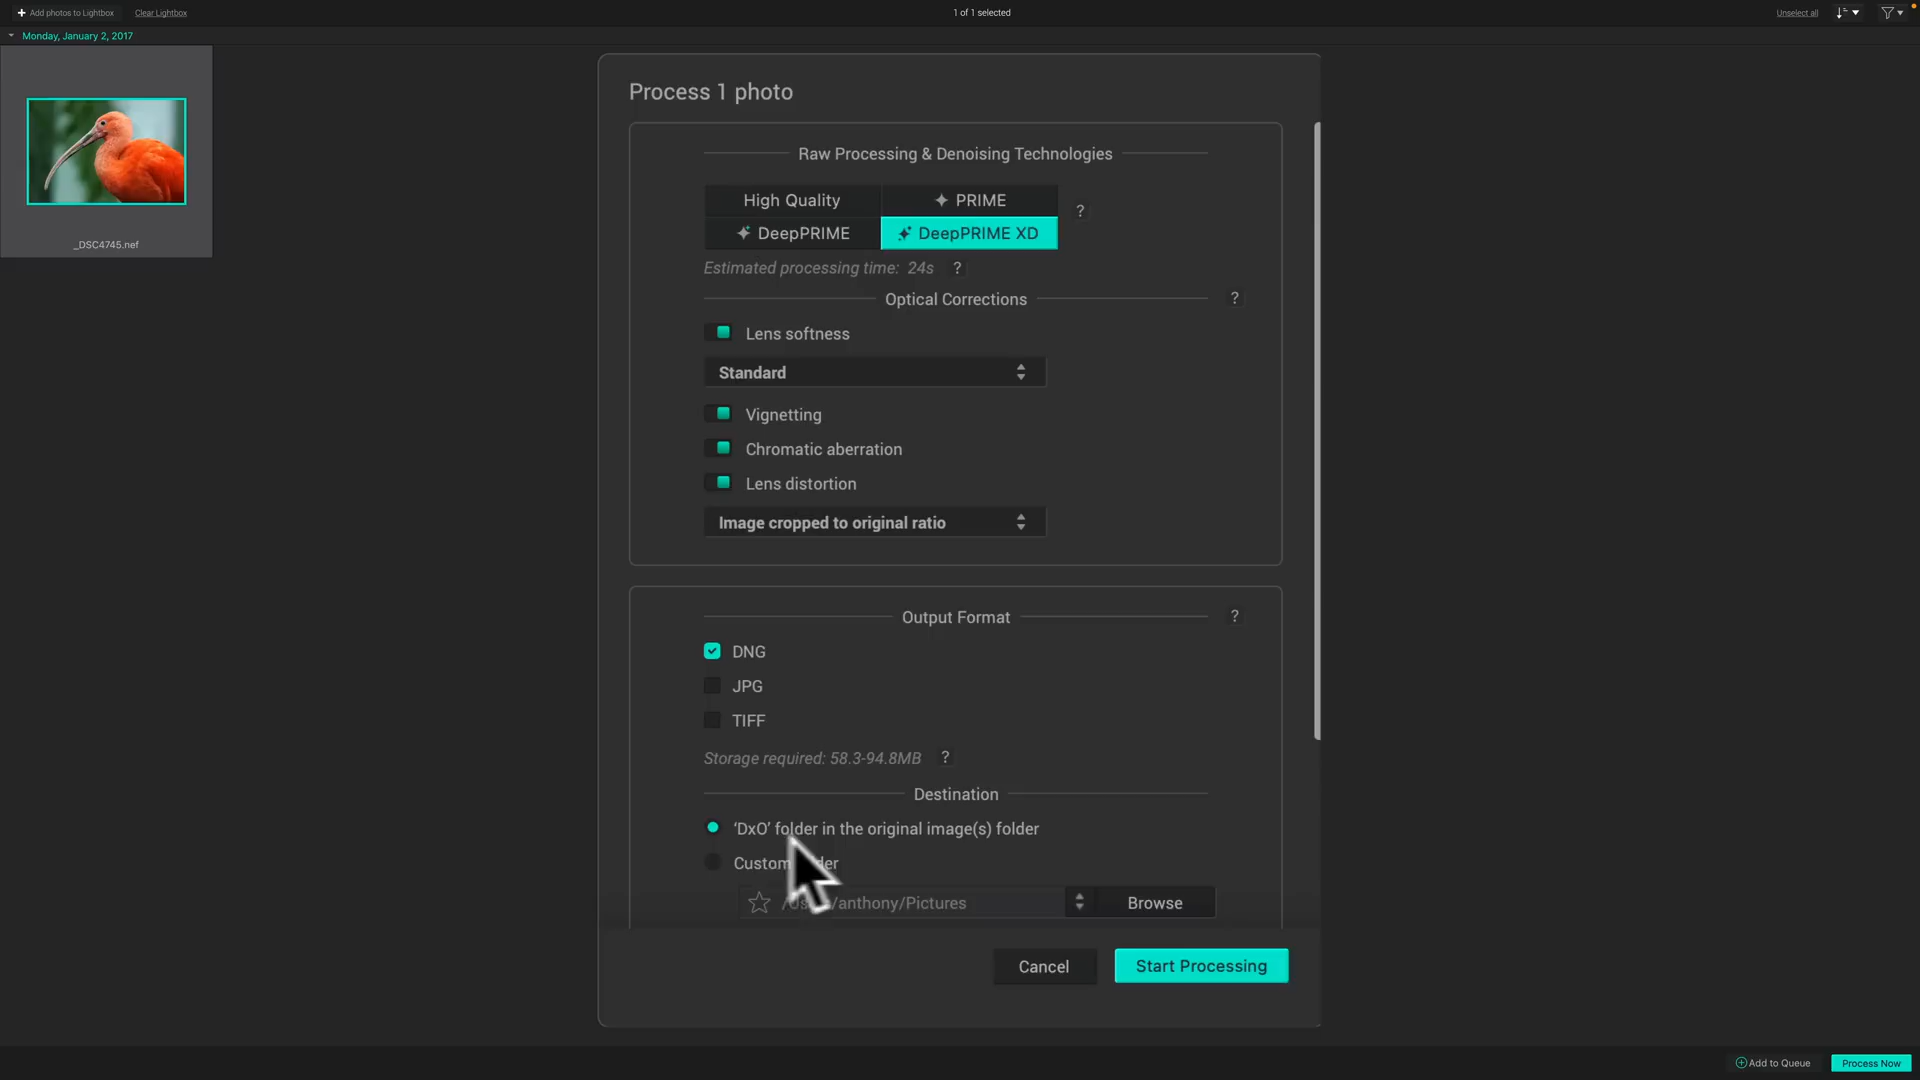 Add photos to Lightbox Clear Lightbox 1 of 1 selected Unselect all
Monday, January 2, 2017
_DSC4745.nef
Process 1 photo
Raw Processing & Denoising Technologies
High Quality PRIME ?
DeepPRIME DeepPRIME XD
Estimated processing time: 24s ?
Optical Corrections ?
Lens softness
Standard
Vignetting
Chromatic aberration
Lens distortion
Image cropped to original ratio
Output Format ?
DNG
JPG
TIFF
Storage required: 58.3-94.8MB ?
Destination
‘DxO’ folder in the original image(s) folder
Custom
/anthony/Pictures Browse
Cancel Start Processing
Add to Queue Process Now